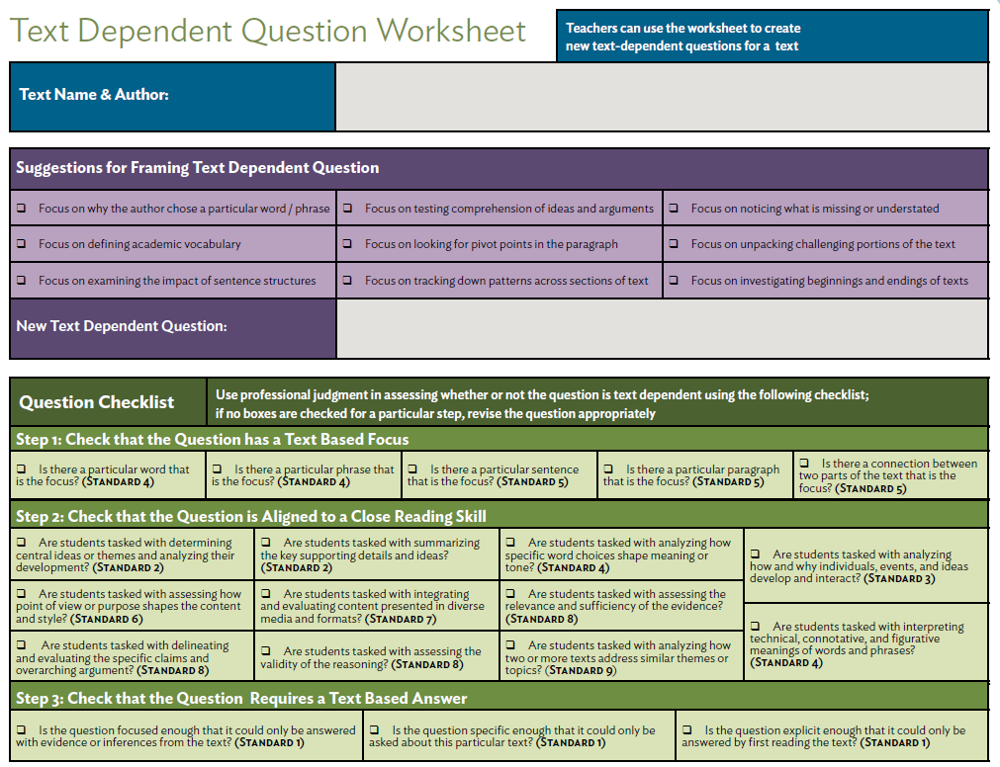 Text Dependent Question Worksheet
Teachers can use the worksheet to create
new text-dependent questions for a text
Text Name & Author:
Suggestions for Framing Text Dependent Question
❑ Focus on why the author chose a particular word / phrase
❑ Focus on testing comprehension of ideas and arguments
❑ Focus on noticing what is missing or understated
❑ Focus on defining academic vocabulary
❑ Focus on looking for pivot points in the paragraph
❑ Focus on unpacking challenging portions of the text
❑ Focus on examining the impact of sentence structures
❑ Focus on tracking down patterns across sections of text
❑ Focus on investigating beginnings and endings of texts
New Text Dependent Question:
Question Checklist
Use professional judgment in assessing whether or not the question is text dependent using the following checklist;
if no boxes are checked for a particular step, revise the question appropriately
Step 1: Check that the Question has a Text Based Focus
❑ Is there a particular word that
is the focus? (STANDARD 4)
❑ Is there a particular phrase that
is the focus? (STANDARD 4)
❑ Is there a particular sentence
that is the focus? (STANDARD 5)
❑ Is there a particular paragraph
that is the focus? (STANDARD 5)
❑ Is there a connection between
two parts of the text that is the
focus? (STANDARD 5)
Step 2: Check that the Question is Aligned to a Close Reading Skill
❑ Are students tasked with determining
central ideas or themes and analyzing their
development? (STANDARD 2)
❑ Are students tasked with summarizing
the key supporting details and ideas?
(STANDARD 2)
❑ Are students tasked with analyzing how
specific word choices shape meaning or
tone? (STANDARD 4)
❑ Are students tasked with analyzing
how and why individuals, events, and ideas
develop and interact? (STANDARD 3)
❑ Are students tasked with assessing how
point of view or purpose shapes the content
and style? (STANDARD 6)
❑ Are students tasked with integrating
and evaluating content presented in diverse
media and formats? (STANDARD 7)
❑ Are students tasked with assessing the
relevance and sufficiency of the evidence?
(STANDARD 8)
❑ Are students tasked with interpreting
technical, connotative, and figurative
meanings of words and phrases?
(STANDARD 4)
❑ Are students tasked with delineating
and evaluating the specific claims and
overarching argument? (STANDARD 8)
❑ Are students tasked with assessing the
validity of the reasoning? (STANDARD 8)
❑ Are students tasked with analyzing how
two or more texts address similar themes or
topics? (STANDARD 9)
Step 3: Check that the Question Requires a Text Based Answer
❑ Is the question focused enough that it could only be answered
with evidence or inferences from the text? (STANDARD 1)
❑ Is the question specific enough that it could only be
asked about this particular text? (STANDARD 1)
❑ Is the question explicit enough that it could only be
answered by first reading the text? (STANDARD 1)